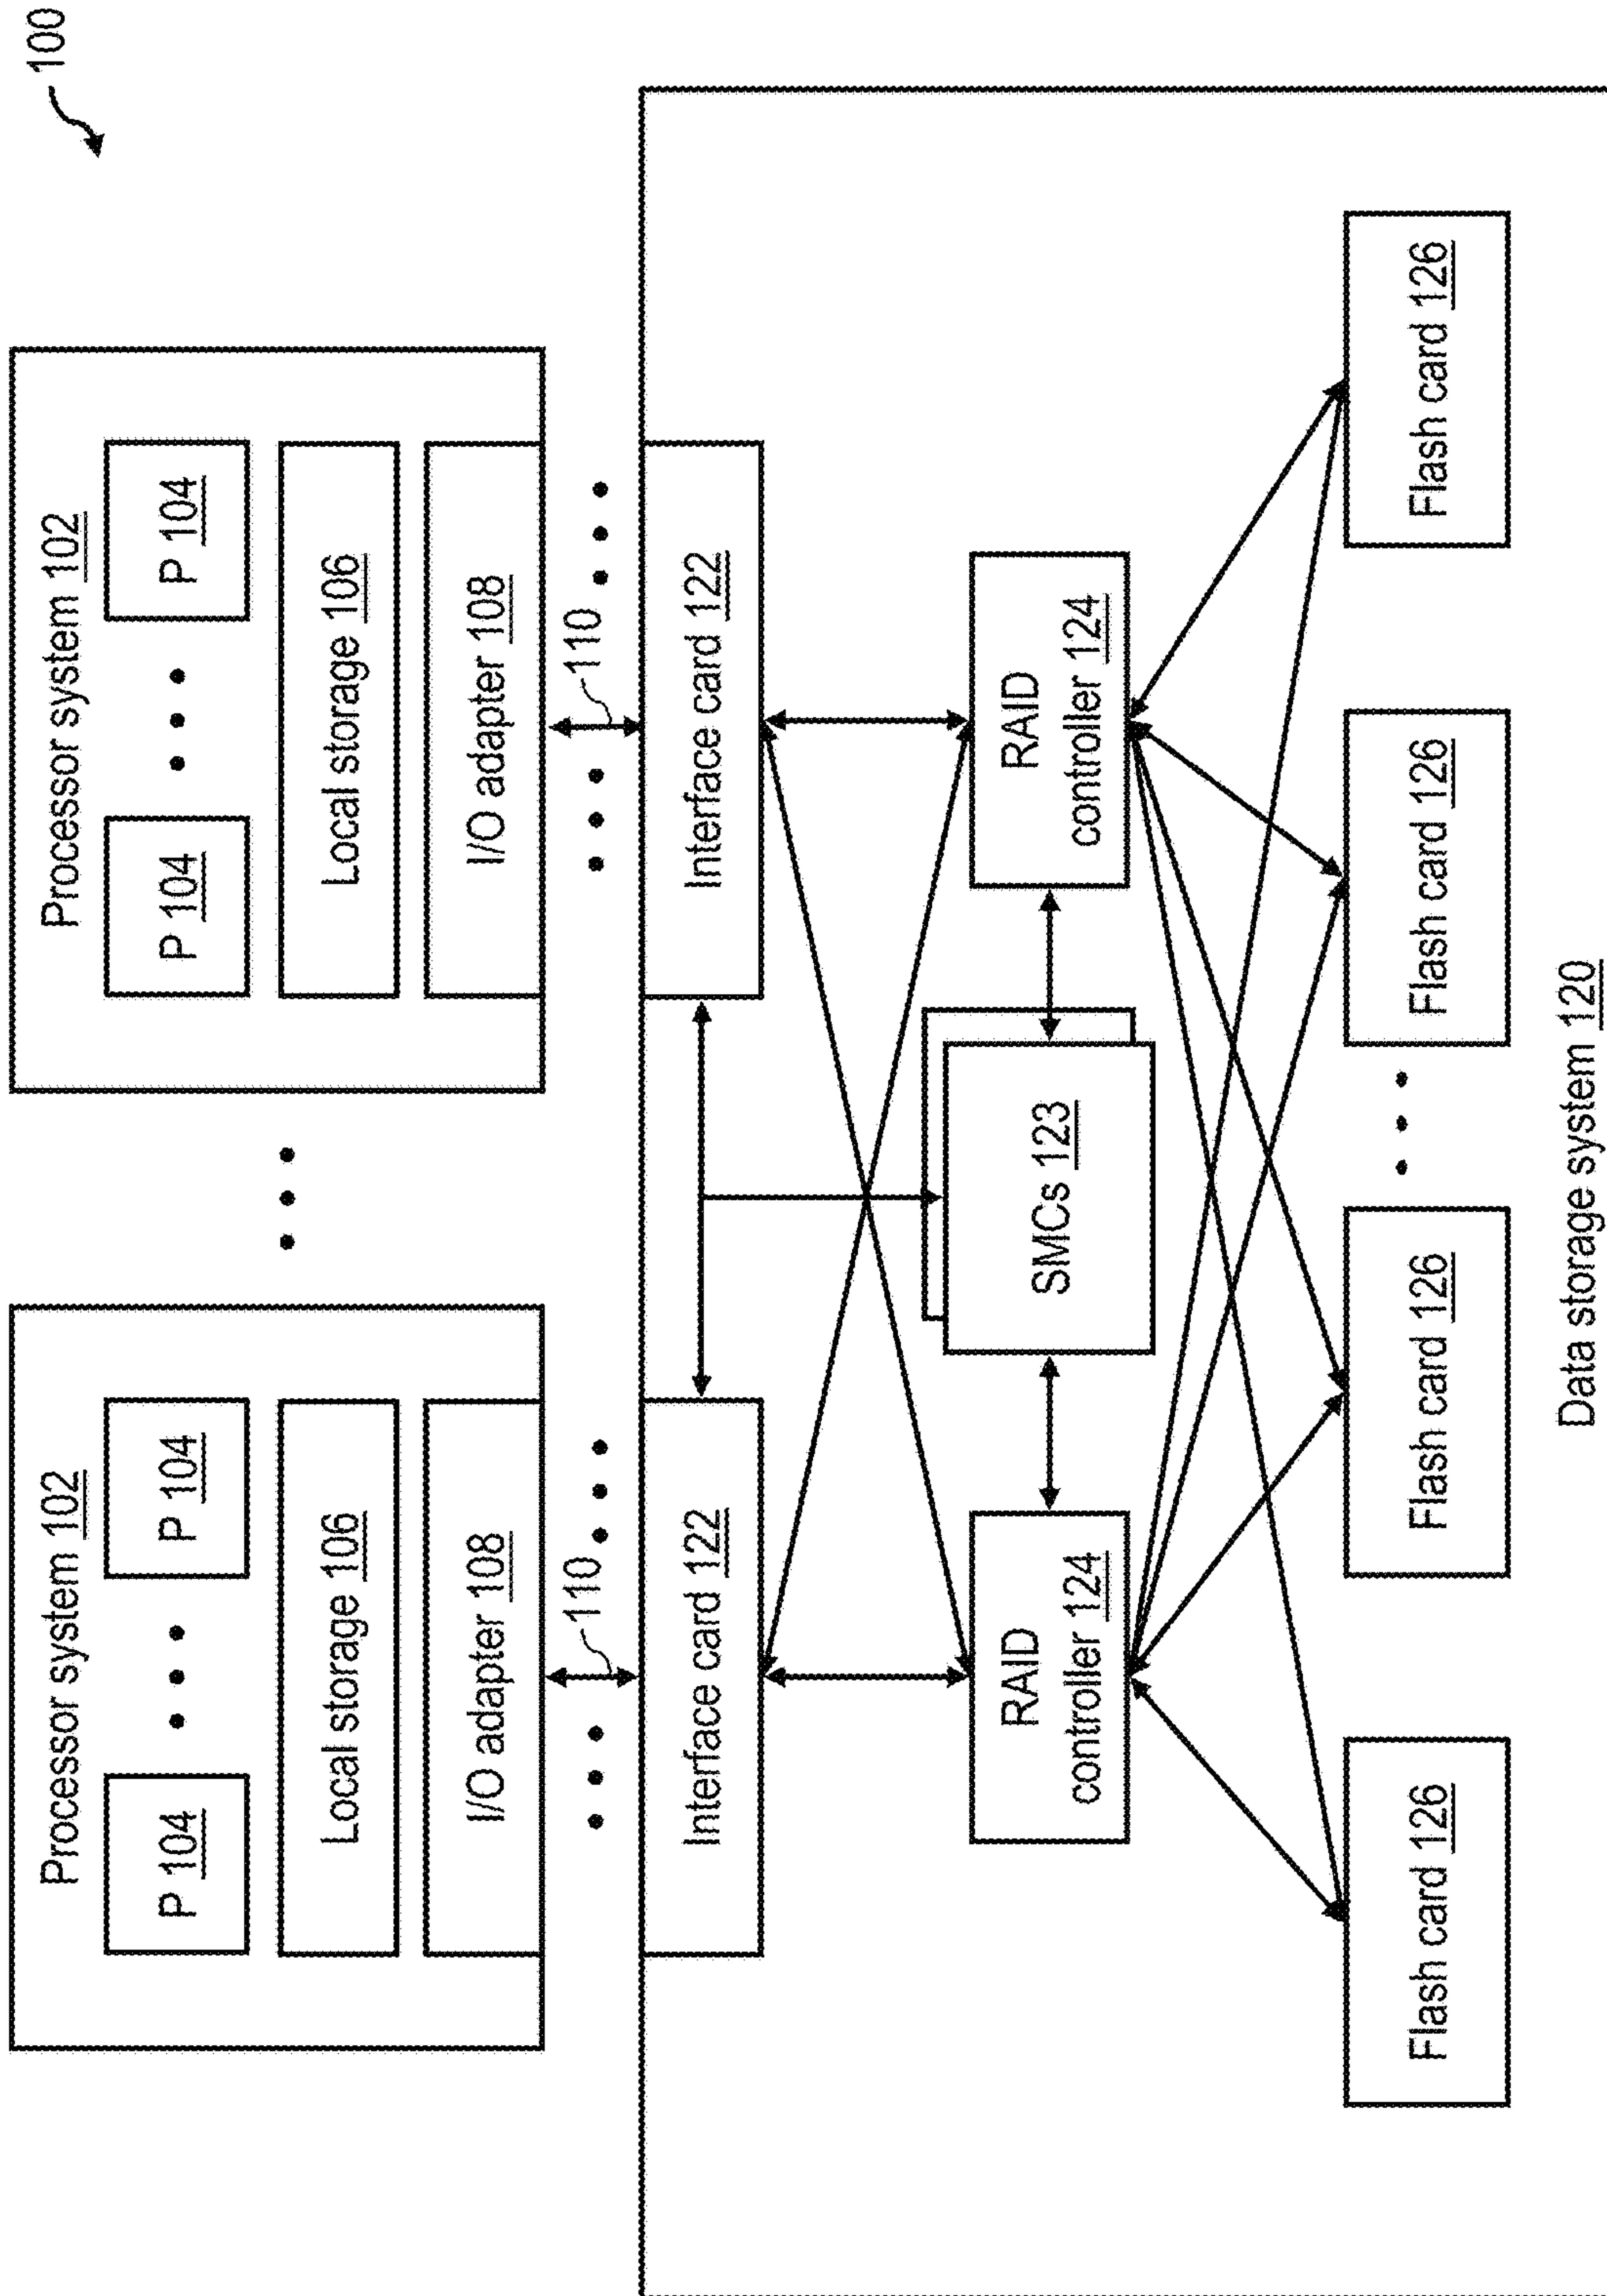 100
Processor system 102
Processor system 102
P 104
P 104
P 104
P 104
Local storage 106
Local storage 106
I/O adapter 108
I/O adapter 108
110
110
Interface card 122
Interface card 122
RAID
controller 124
SMCs 123
RAID
controller 124
Flash card 126
Flash card 126
Flash card 126
Flash card 126
Data storage system 120